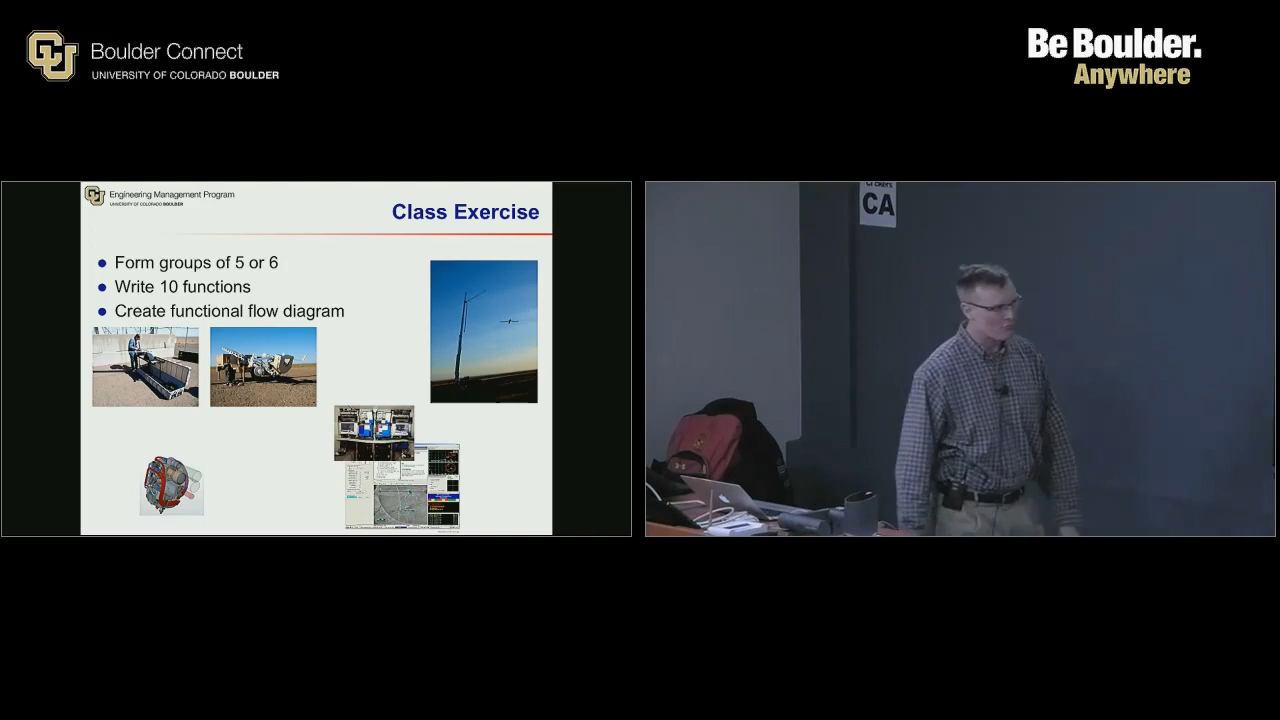 Boulder Connect
UNIVERSITY OF COLORADO BOULDER
Be Boulder.
Anywhere
Engineering Management Program
UNIVERSITY OF COLORADO BOULDER
Class Exercise
Form groups of 5 or 6
Write 10 functions
Create functional flow diagram
CA